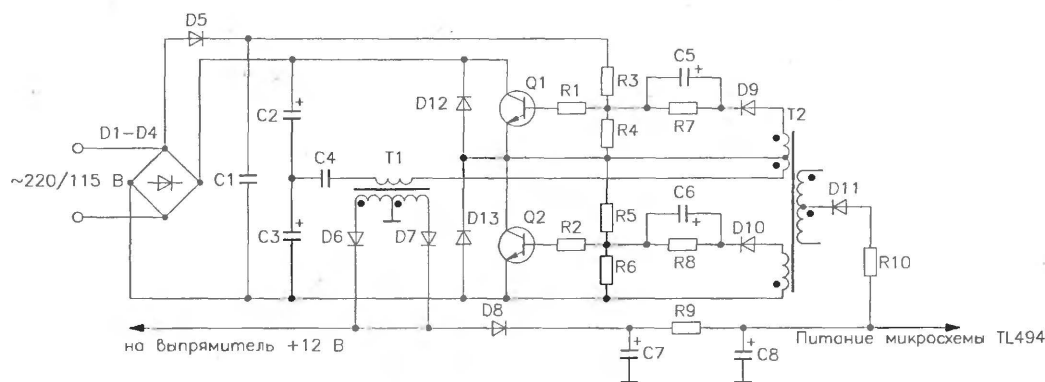 D5
C5
+
Q1
R1
R3
D9
D12
C2
+
R4
R7
T2
D1–D4
C4
T1
~220/115 В
C1
C6
+
D11
C3
+
D6
D7
D13
Q2
R2
R5
D10
R6
R8
R10
D8
R9
на выпрямитель +12 В
+
C7
+
C8
Питание микросхемы TL494